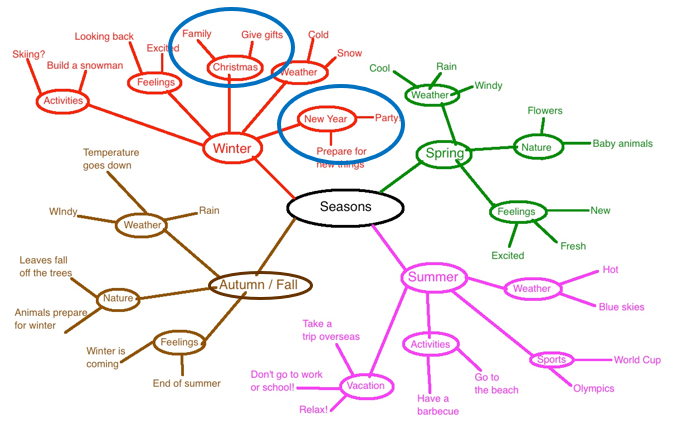 Skiing?
Build a snowman
Activities
Looking back
Excited
Feelings
Family
Give gifts
Christmas
Cold
Snow
Weather
New Year
Party!
Prepare for
new things
Winter
Cool
Rain
Windy
Weather
Flowers
Nature
Baby animals
Spring
Feelings
New
Fresh
Excited
Seasons
Temperature
goes down
WIndy
Weather
Rain
Leaves fall
off the trees
Nature
Animals prepare
for winter
Autumn / Fall
Feelings
Winter is
coming
End of summer
Summer
Weather
Hot
Blue skies
Sports
World Cup
Olympics
Activities
Go to
the beach
Have a
barbecue
Take a
trip overseas
Don't go to work
or school!
Vacation
Relax!